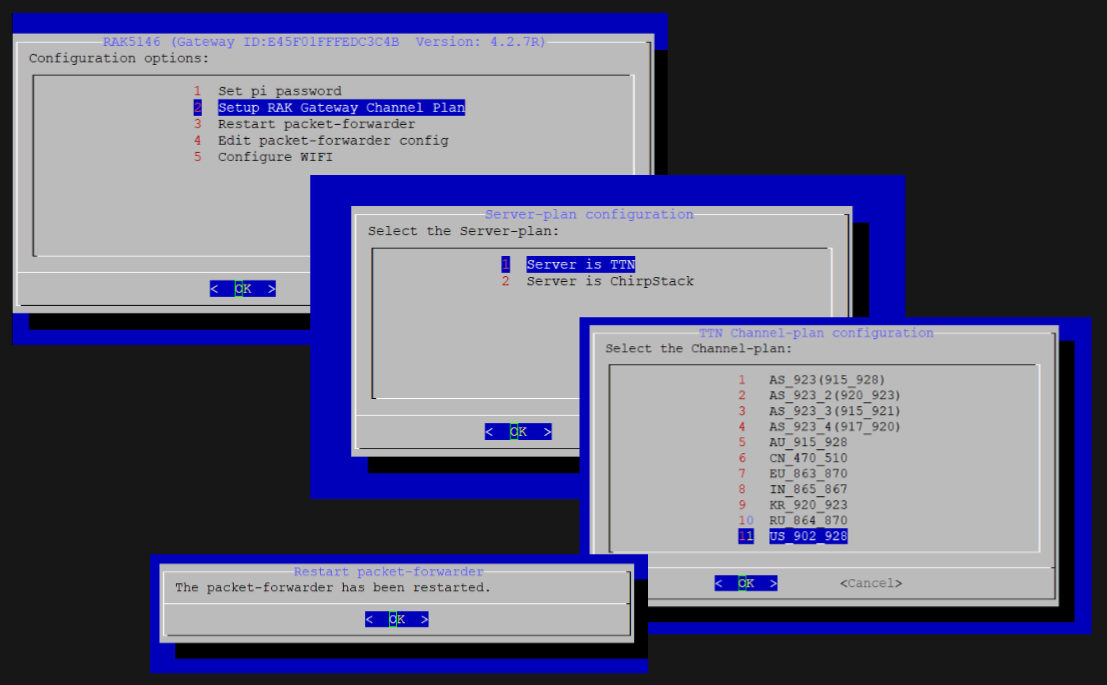 RAK5146 (Gateway ID:E45F01FFFEDC3C4B Version: 4.2.7R)
Configuration options:
1 Set pi password
2 Setup RAK Gateway Channel Plan
3 Restart packet-forwarder
4 Edit packet-forwarder config
5 Configure WIFI
< OK >
Server-plan configuration
Select the Server-plan:
1 Server is TTN
2 Server is ChirpStack
< OK >
TTN Channel-plan configuration
Select the Channel-plan:
1 AS_923(915_928)
2 AS_923_2(920_923)
3 AS_923_3(915_921)
4 AS_923_4(917_920)
5 AU_915_928
6 CN_470_510
7 EU_863_870
8 IN_865_867
9 KR_920_923
10 RU_864_870
11 US_902_928
< OK > <Cancel>
Restart packet-forwarder
The packet-forwarder has been restarted.
< OK >